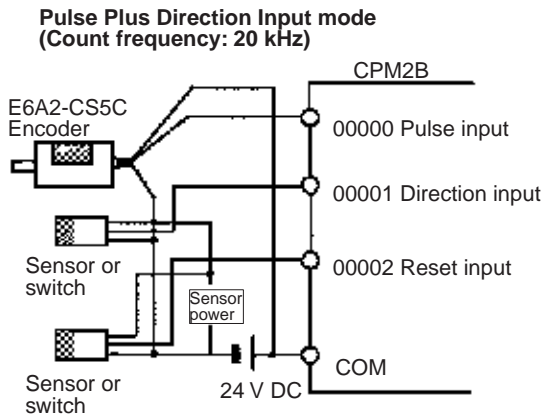 Pulse Plus Direction Input mode
(Count frequency: 20 kHz)
CPM2B
E6A2-CS5C
Encoder
00000 Pulse input
00001 Direction input
Sensor or
switch
00002 Reset input
Sensor
power
COM
24 V DC
Sensor or
switch